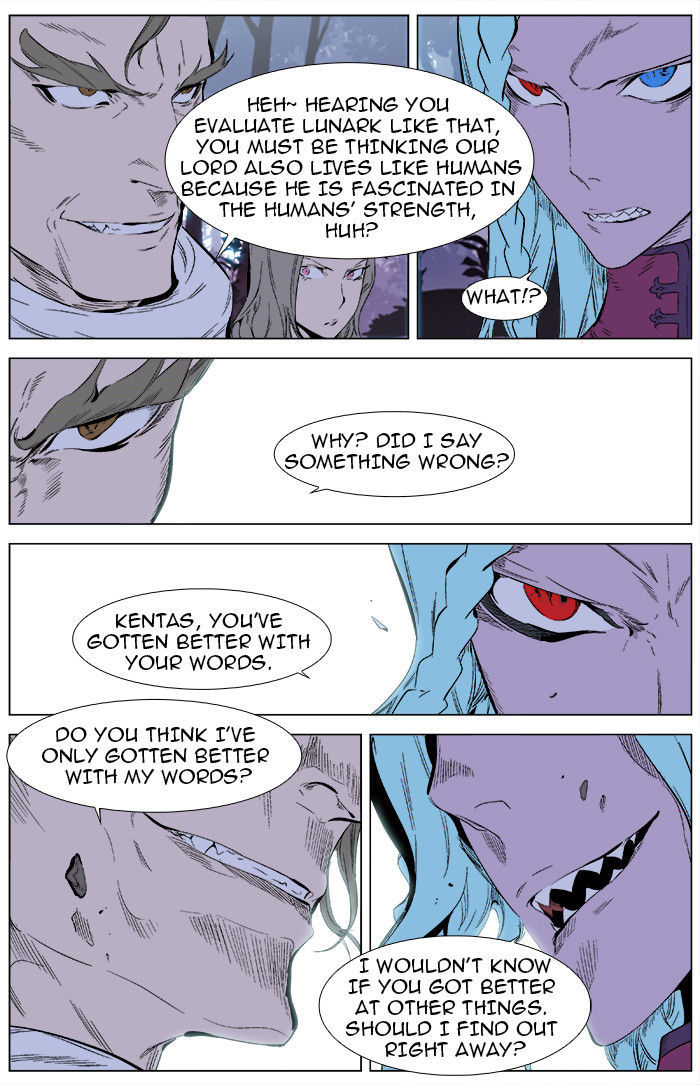 HEH~ HEARING YOU
EVALUATE LUNARK LIKE THAT,
YOU MUST BE THINKING OUR
LORD ALSO LIVES LIKE HUMANS
BECAUSE HE IS FASCINATED IN
THE HUMANS' STRENGTH,
HUH?
WHAT!?
WHY? DID I SAY
SOMETHING WRONG?
KENTAS, YOU'VE
GOTTEN BETTER WITH
YOUR WORDS.
DO YOU THINK I'VE
ONLY GOTTEN BETTER
WITH MY WORDS?
I WOULDN'T KNOW
IF YOU GOT BETTER
AT OTHER THINGS.
SHOULD I FIND OUT
RIGHT AWAY?